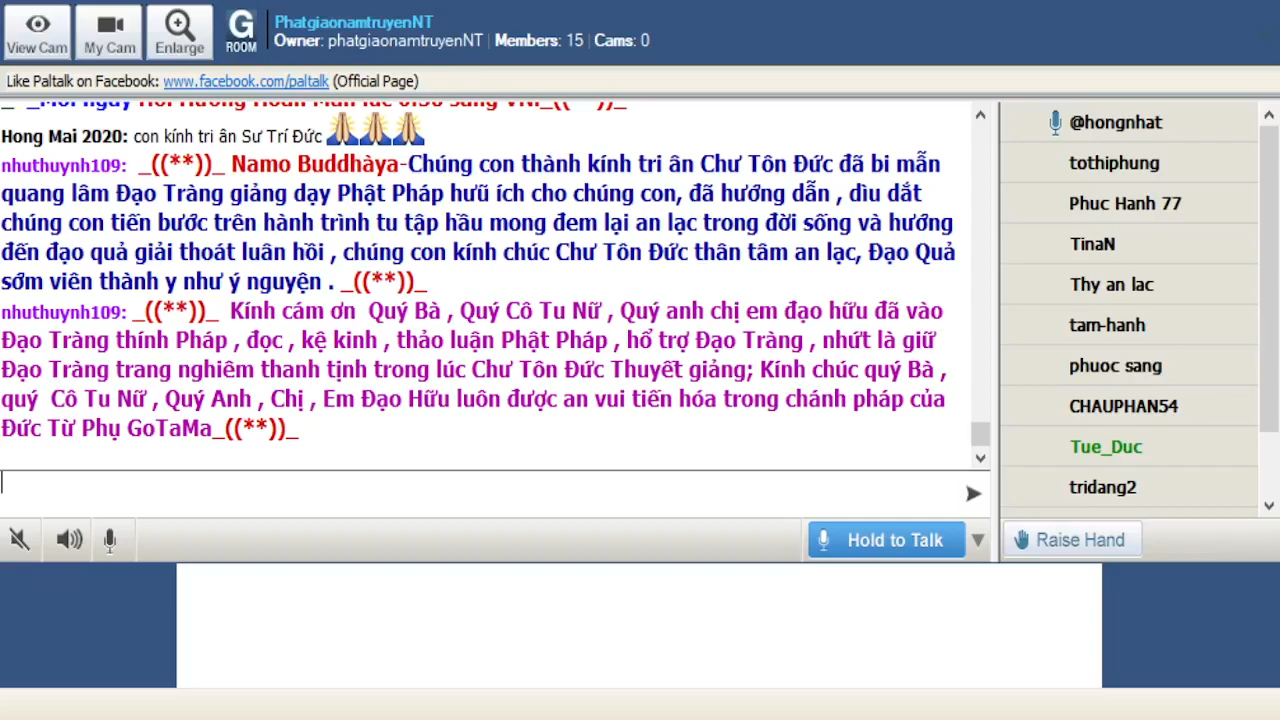 View Cam
My Cam
Enlarge
G
ROOM
PhatgiaonamtruyenNT
Owner: phatgiaonamtruyenNT | Members: 15 | Cams: 0
Like Paltalk on Facebook: www.facebook.com/paltalk (Official Page)
Hong Mai 2020: con kính tri ân Sư Trí Đức
nhuthuynh109: _((**))_ Namo Buddhàya-Chúng con thành kính tri ân Chư Tôn Đức đã bi mẫn
quang lâm Đạo Tràng giảng dạy Phật Pháp hưũ ích cho chúng con, đã hướng dẫn , dìu dắt
chúng con tiến bước trên hành trình tu tập hầu mong đem lại an lạc trong đời sống và hướng
đến đạo quả giải thoát luân hồi , chúng con kính chúc Chư Tôn Đức thân tâm an lạc, Đạo Quả
sớm viên thành y như ý nguyện . _((**))_
nhuthuynh109: _((**))_ Kính cám ơn Quý Bà , Quý Cô Tu Nữ , Quý anh chị em đạo hữu đã vào
Đạo Tràng thính Pháp , đọc , kệ kinh , thảo luận Phật Pháp , hổ trợ Đạo Tràng , nhứt là giữ
Đạo Tràng trang nghiêm thanh tịnh trong lúc Chư Tôn Đức Thuyết giảng; Kính chúc quý Bà ,
quý Cô Tu Nữ , Quý Anh , Chị , Em Đạo Hữu luôn được an vui tiến hóa trong chánh pháp của
Đức Từ Phụ GoTaMa_((**))_
Hold to Talk
@hongnhat
tothiphung
Phuc Hanh 77
TinaN
Thy an lac
tam-hanh
phuoc sang
CHAUPHAN54
Tue_Duc
tridang2
Raise Hand